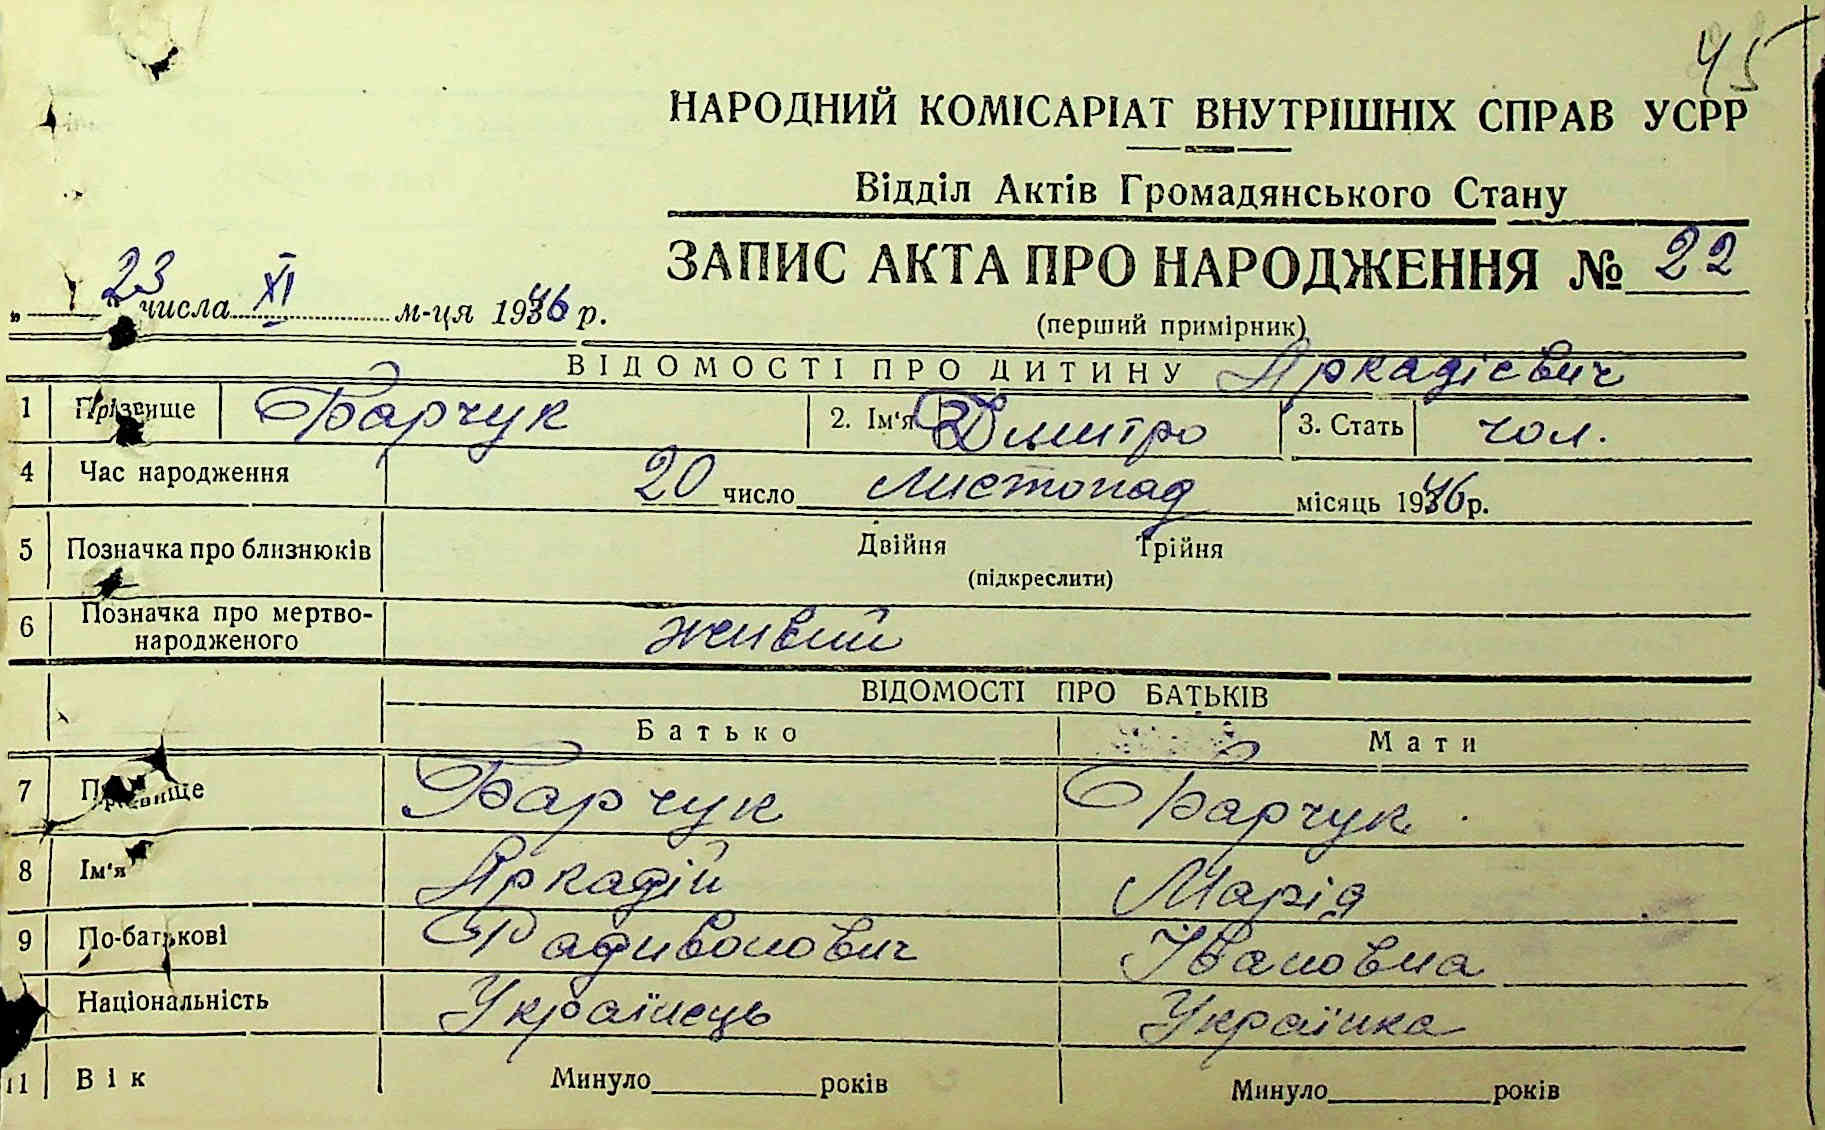 45
НАРОДНИЙ КОМІСАРІАТ ВНУТРІШНІХ СПРАВ УСРР
Відділ Актів Громадянського Стану
ЗАПИС АКТА ПРО НАРОДЖЕННЯ № 22
„ 23 " числа XI м-ця 1946 р.
(перший примірник)
ВІДОМОСТІ ПРО ДИТИНУ Аркадієвич
1 Прізвище Барчук 2. Ім'я Дмитро 3. Стать чол.
4 Час народження 20 число листопад місяць 1946 р.
5 Позначка про близнюків Двійня Трійня
(підкреслити)
6 Позначка про мертво-
народженого живий
ВІДОМОСТІ ПРО БАТЬКІВ
Батько Мати
7 Прізвище Барчук Барчук
8 Ім'я Аркадій Марія
9 По-батькові Радивонович Івановна
Національність Українець Українка
11 Вік Минуло ______ років Минуло ______ років